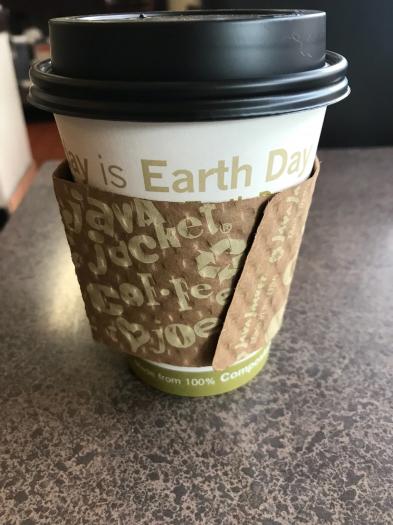 ay is Earth Day
java
jacket®
coffee
joe
from 100% Compo